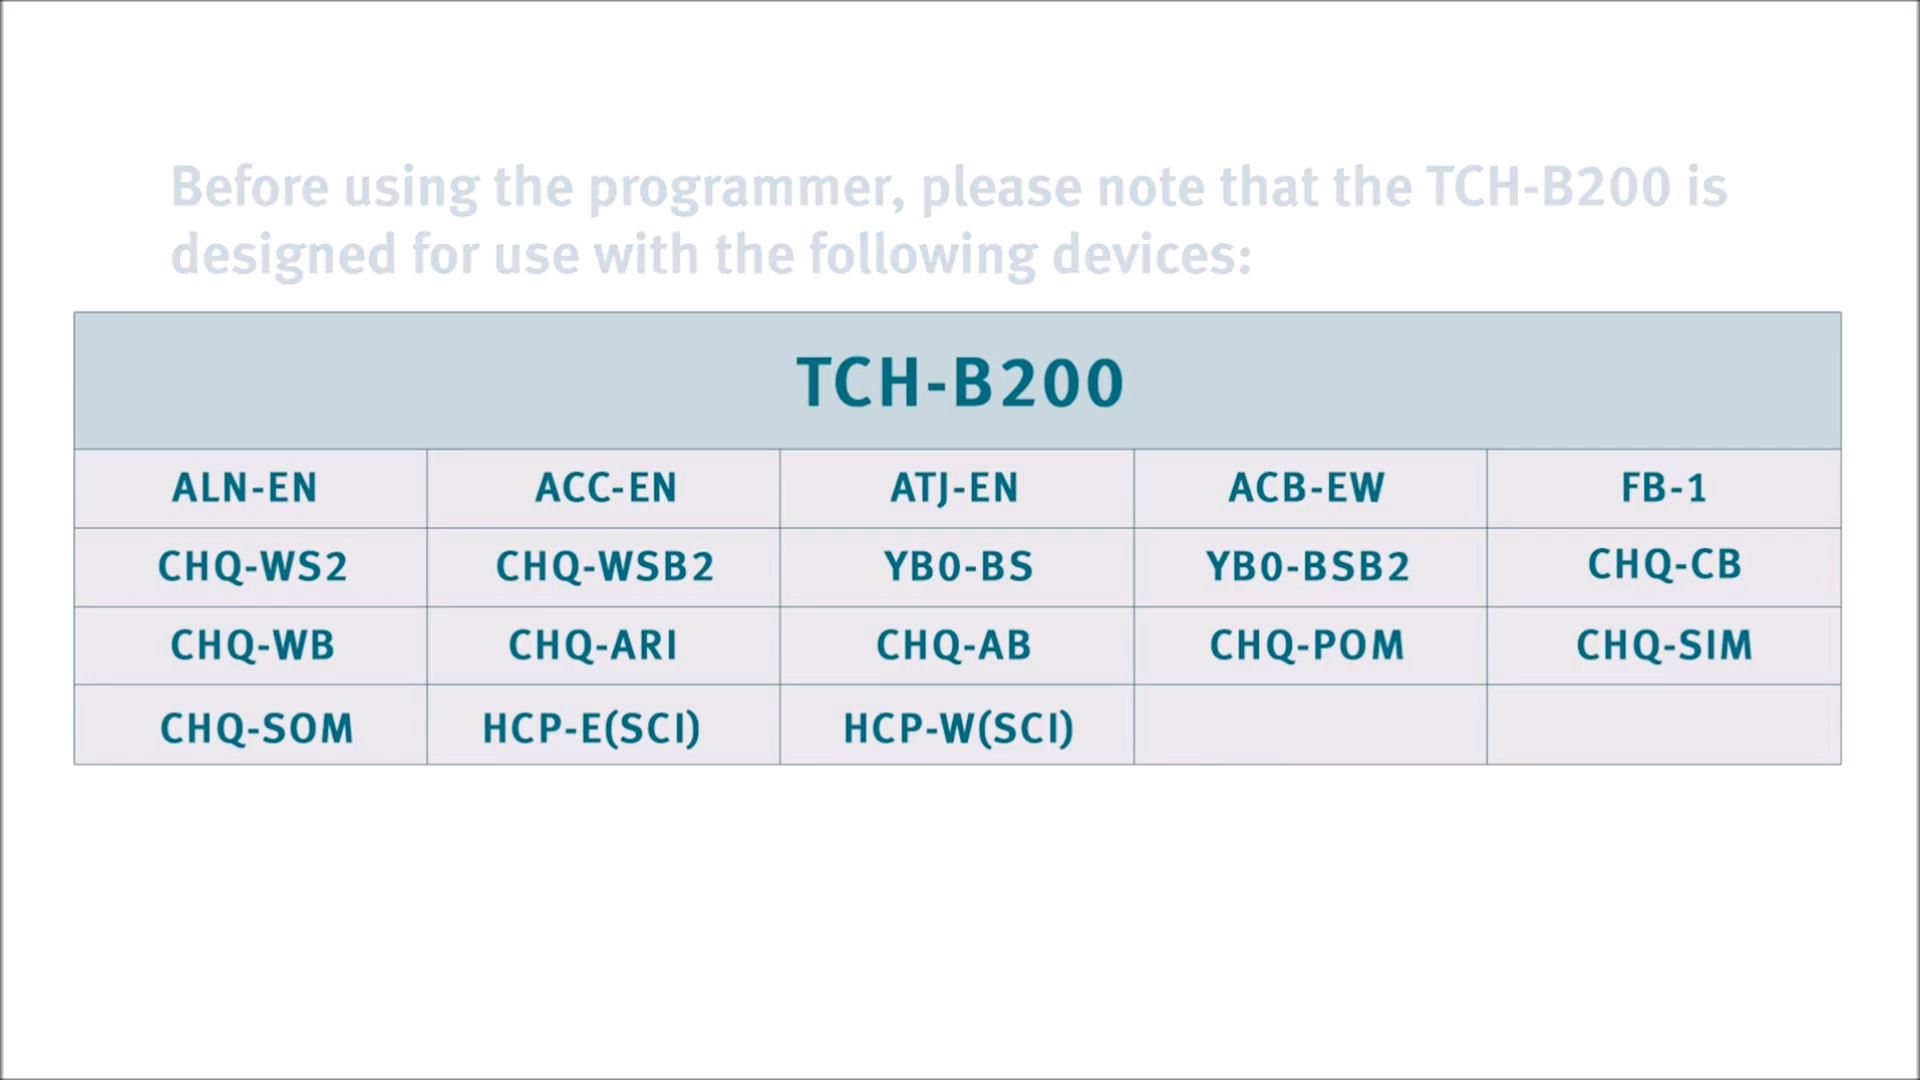 Before using the programmer, please note that the TCH-B200 is
designed for use with the following devices:
TCH-B200
ALN-EN ACC-EN ATJ-EN ACB-EW FB-1
CHQ-WS2 CHQ-WSB2 YB0-BS YB0-BSB2 CHQ-CB
CHQ-WB CHQ-ARI CHQ-AB CHQ-POM CHQ-SIM
CHQ-SOM HCP-E(SCI) HCP-W(SCI)